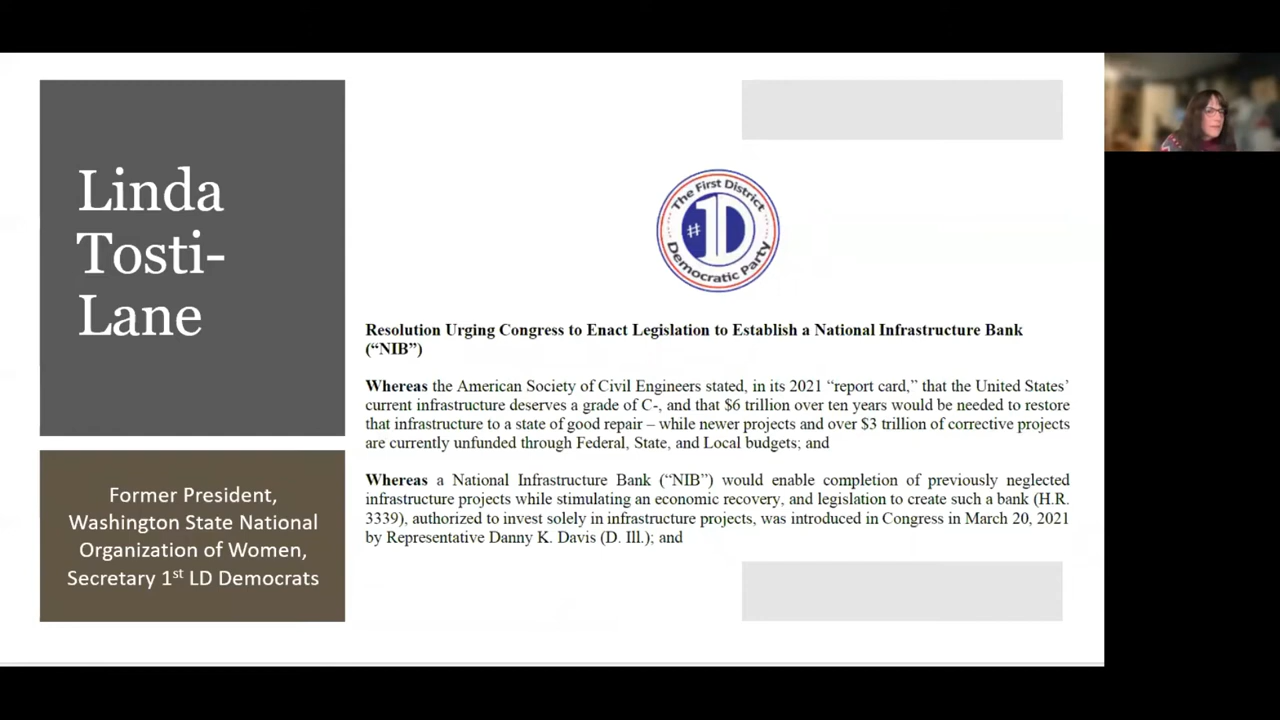 Linda
Tosti-
Lane
Former President,
Washington State National
Organization of Women,
Secretary 1st LD Democrats
The First District
#1D
Democratic Party
Resolution Urging Congress to Enact Legislation to Establish a National Infrastructure Bank
(“NIB”)
Whereas the American Society of Civil Engineers stated, in its 2021 “report card,” that the United States’
current infrastructure deserves a grade of C-, and that $6 trillion over ten years would be needed to restore
that infrastructure to a state of good repair – while newer projects and over $3 trillion of corrective projects
are currently unfunded through Federal, State, and Local budgets; and
Whereas a National Infrastructure Bank (“NIB”) would enable completion of previously neglected
infrastructure projects while stimulating an economic recovery, and legislation to create such a bank (H.R.
3339), authorized to invest solely in infrastructure projects, was introduced in Congress in March 20, 2021
by Representative Danny K. Davis (D. Ill.); and